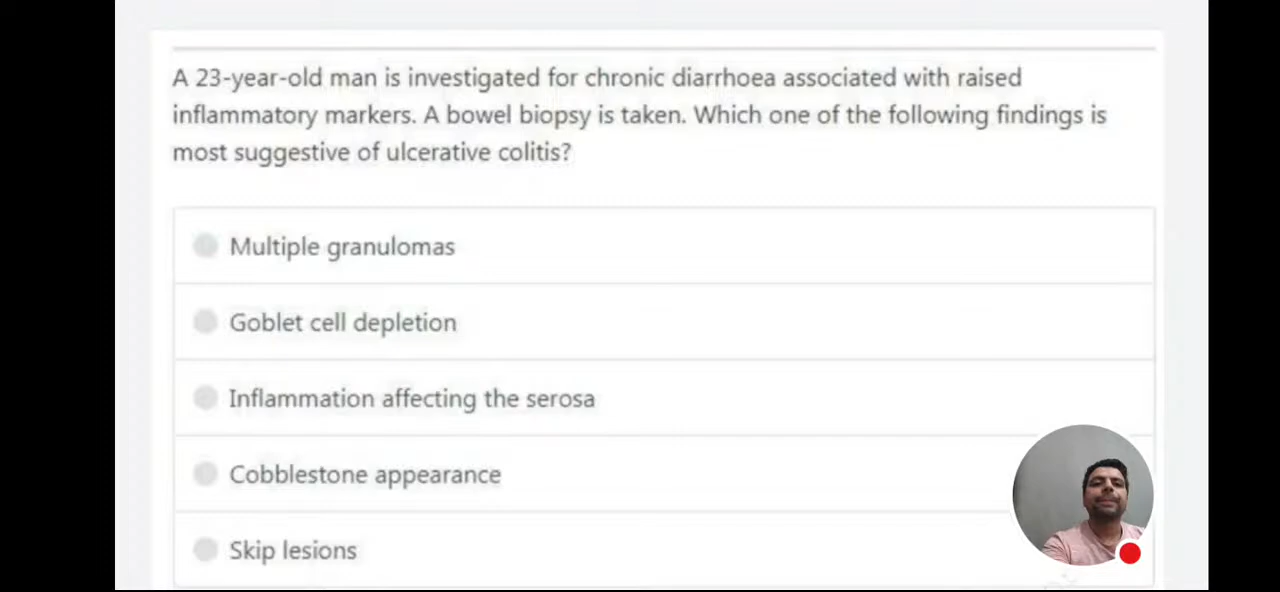 A 23-year-old man is investigated for chronic diarrhoea associated with raised
inflammatory markers. A bowel biopsy is taken. Which one of the following findings is
most suggestive of ulcerative colitis?
Multiple granulomas
Goblet cell depletion
Inflammation affecting the serosa
Cobblestone appearance
Skip lesions